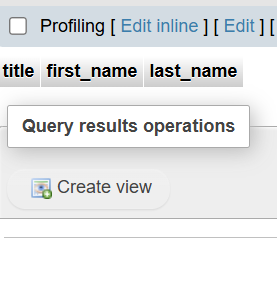 Profiling [ Edit inline ] [ Edit ] [
title first_name last_name
Query results operations
Create view